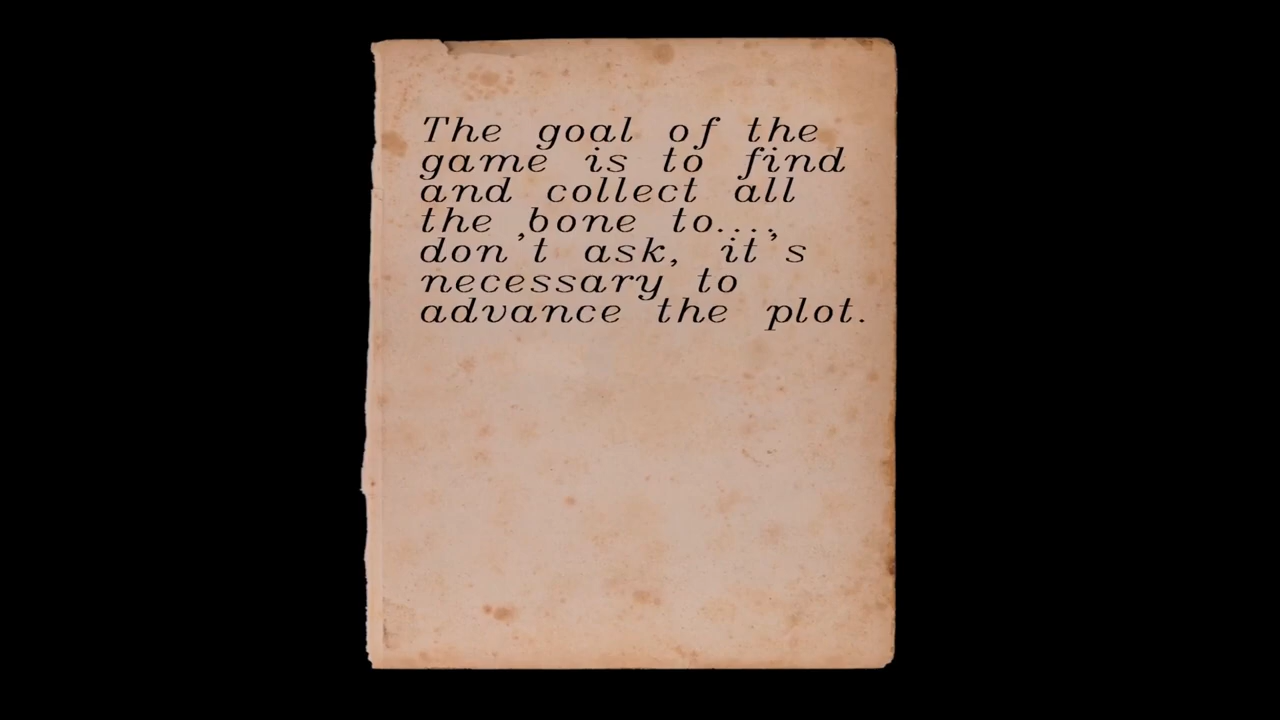 The goal of the
game is to find
and collect all
the bone to...,
don't ask, it's
necessary to
advance the plot.